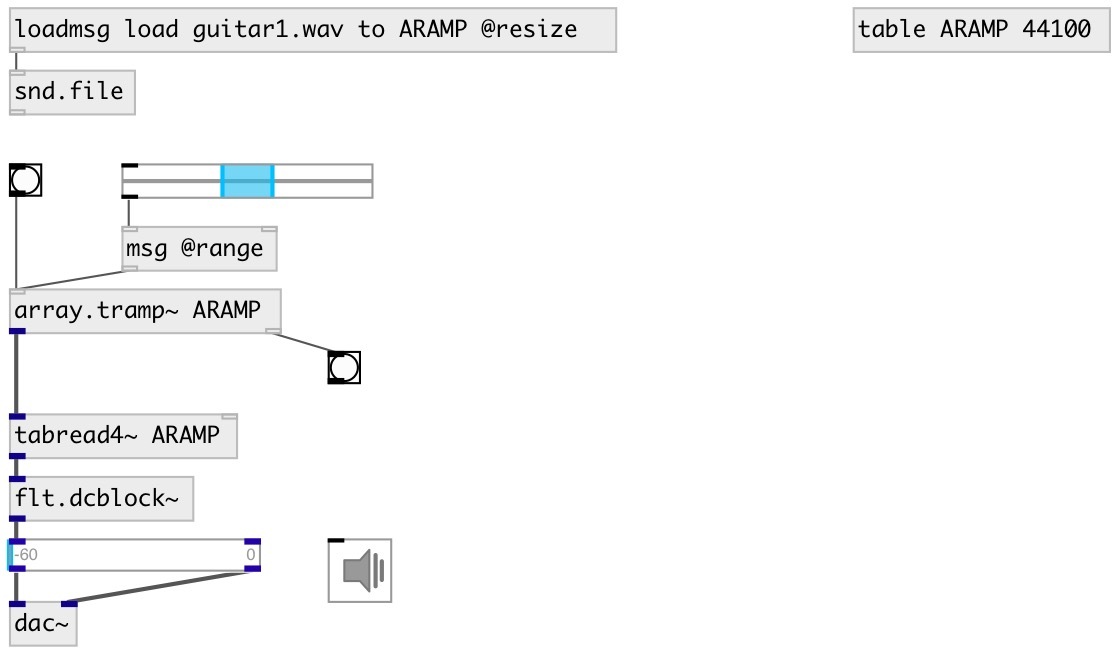 loadmsg load guitar1.wav to ARAMP @resize
table ARAMP 44100
snd.file
msg @range
array.tramp~ ARAMP
tabread4~ ARAMP
flt.dcblock~
-60 0
dac~